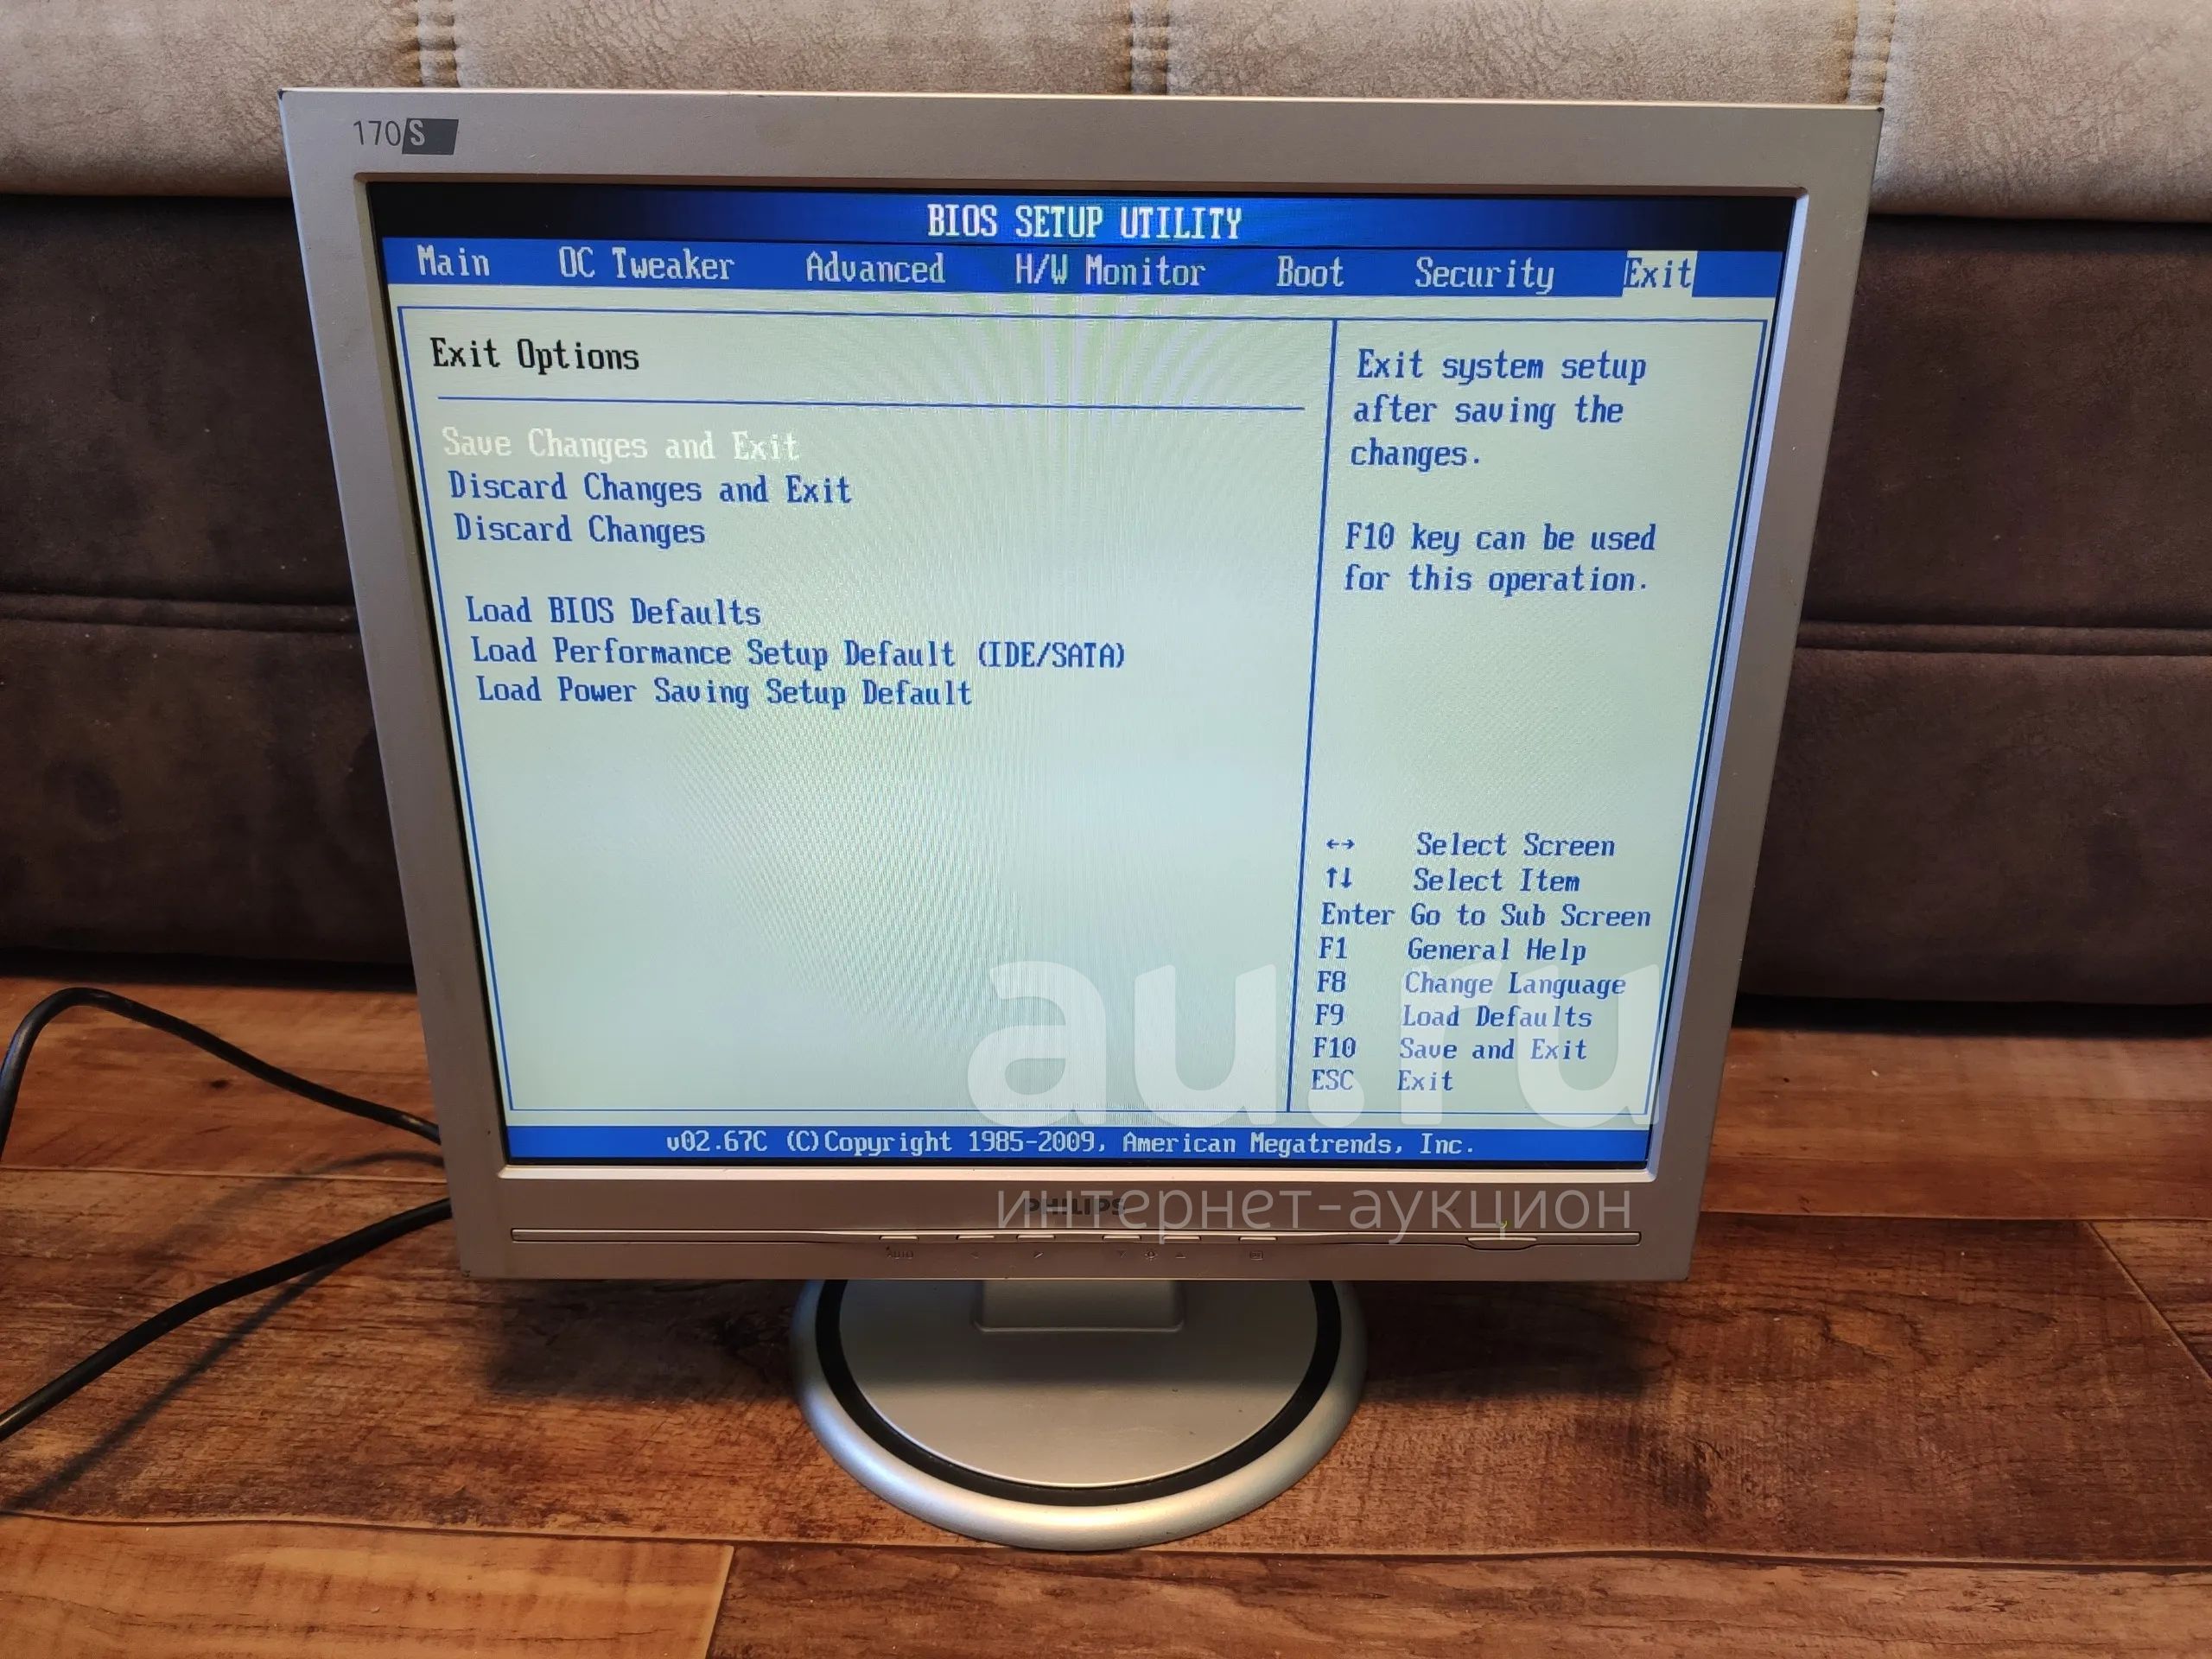 170S
BIOS SETUP UTILITY
Main OC Tweaker Advanced H/W Monitor Boot Security Exit
Exit Options
Save Changes and Exit
Discard Changes and Exit
Discard Changes
Load BIOS Defaults
Load Performance Setup Default (IDE/SATA)
Load Power Saving Setup Default
Exit system setup
after saving the
changes.
F10 key can be used
for this operation.
←→ Select Screen
↑↓ Select Item
Enter Go to Sub Screen
F1 General Help
F8 Change Language
F9 Load Defaults
F10 Save and Exit
ESC Exit
v02.67C (C)Copyright 1985-2009, American Megatrends, Inc.
PHILIPS
au.ru
интернет-аукцион